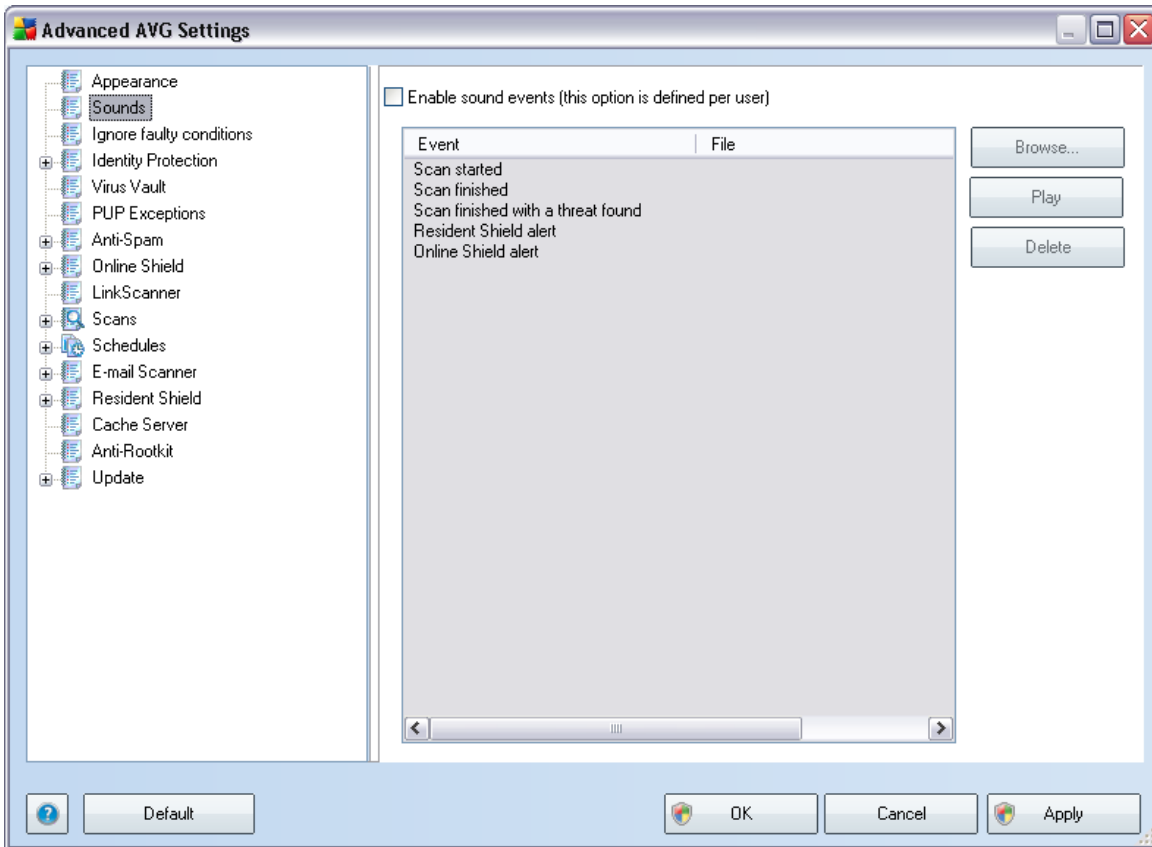 Advanced AVG Settings
Appearance
Sounds
Ignore faulty conditions
Identity Protection
Virus Vault
PUP Exceptions
Anti-Spam
Online Shield
LinkScanner
Scans
Schedules
E-mail Scanner
Resident Shield
Cache Server
Anti-Rootkit
Update
Enable sound events (this option is defined per user)
Event File
Scan started
Scan finished
Scan finished with a threat found
Resident Shield alert
Online Shield alert
Browse...
Play
Delete
Default
OK
Cancel
Apply